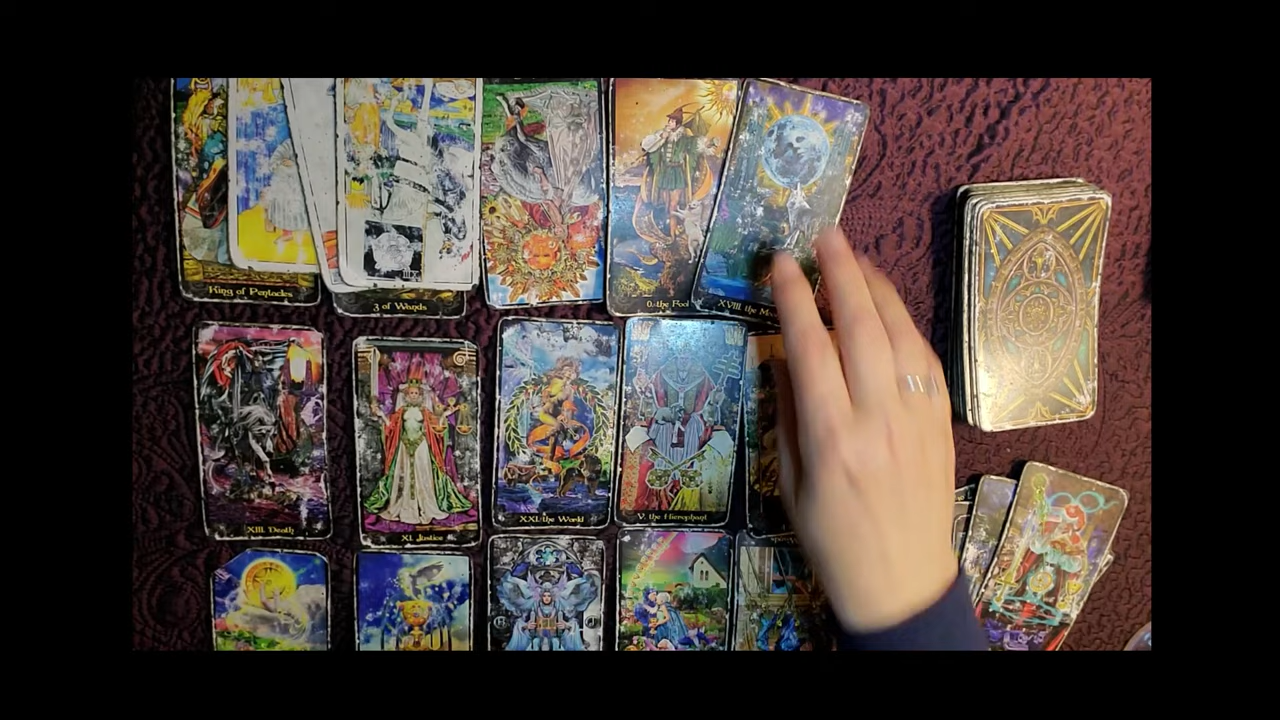 King of Pentacles
3 of Wands
0. the Fool
XVIII. the
XIII. Death
XI. Justice
XXI. the World
V. the Hierophant